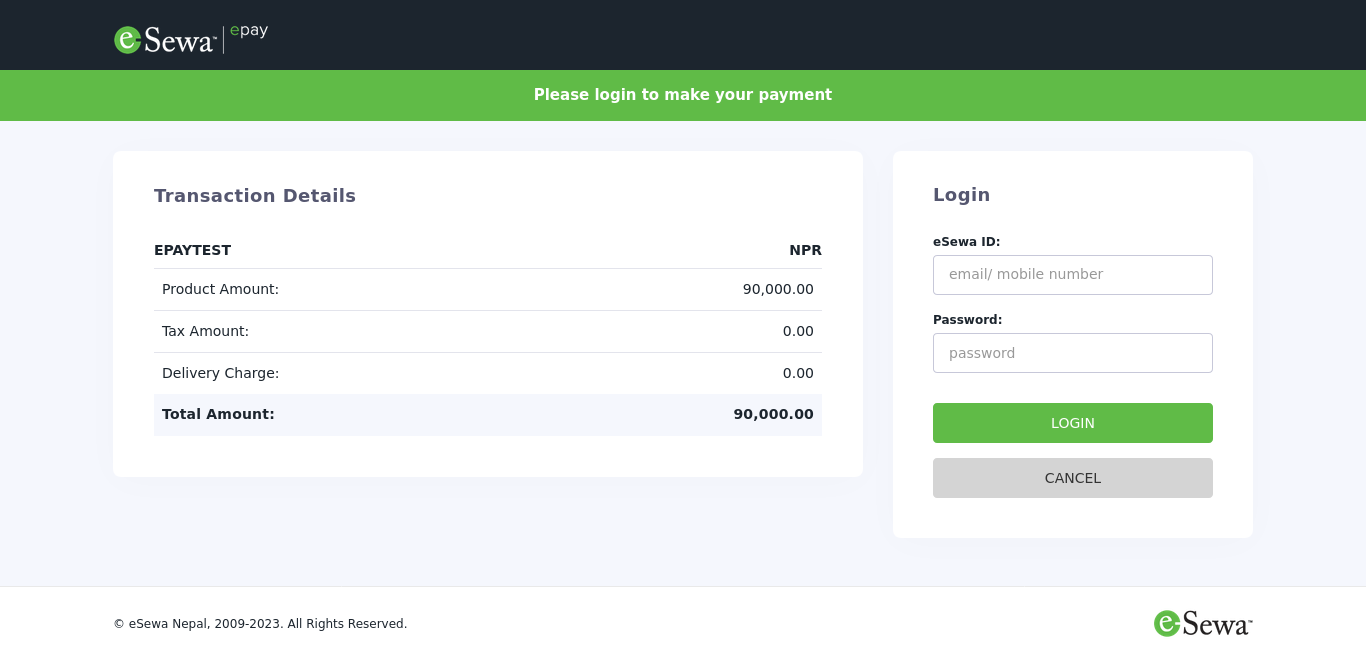 eSewa™ | epay
Please login to make your payment
Transaction Details
EPAYTEST NPR
Product Amount: 90,000.00
Tax Amount: 0.00
Delivery Charge: 0.00
Total Amount: 90,000.00
Login
eSewa ID:
email/ mobile number
Password:
password
LOGIN
CANCEL
© eSewa Nepal, 2009-2023. All Rights Reserved.
eSewa™